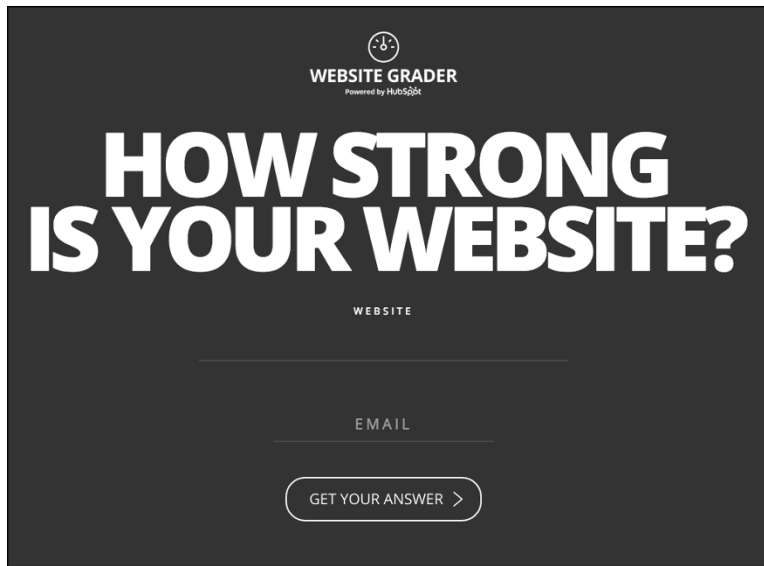 WEBSITE GRADER
Powered by HubSpot
HOW STRONG
IS YOUR WEBSITE?
WEBSITE
EMAIL
GET YOUR ANSWER